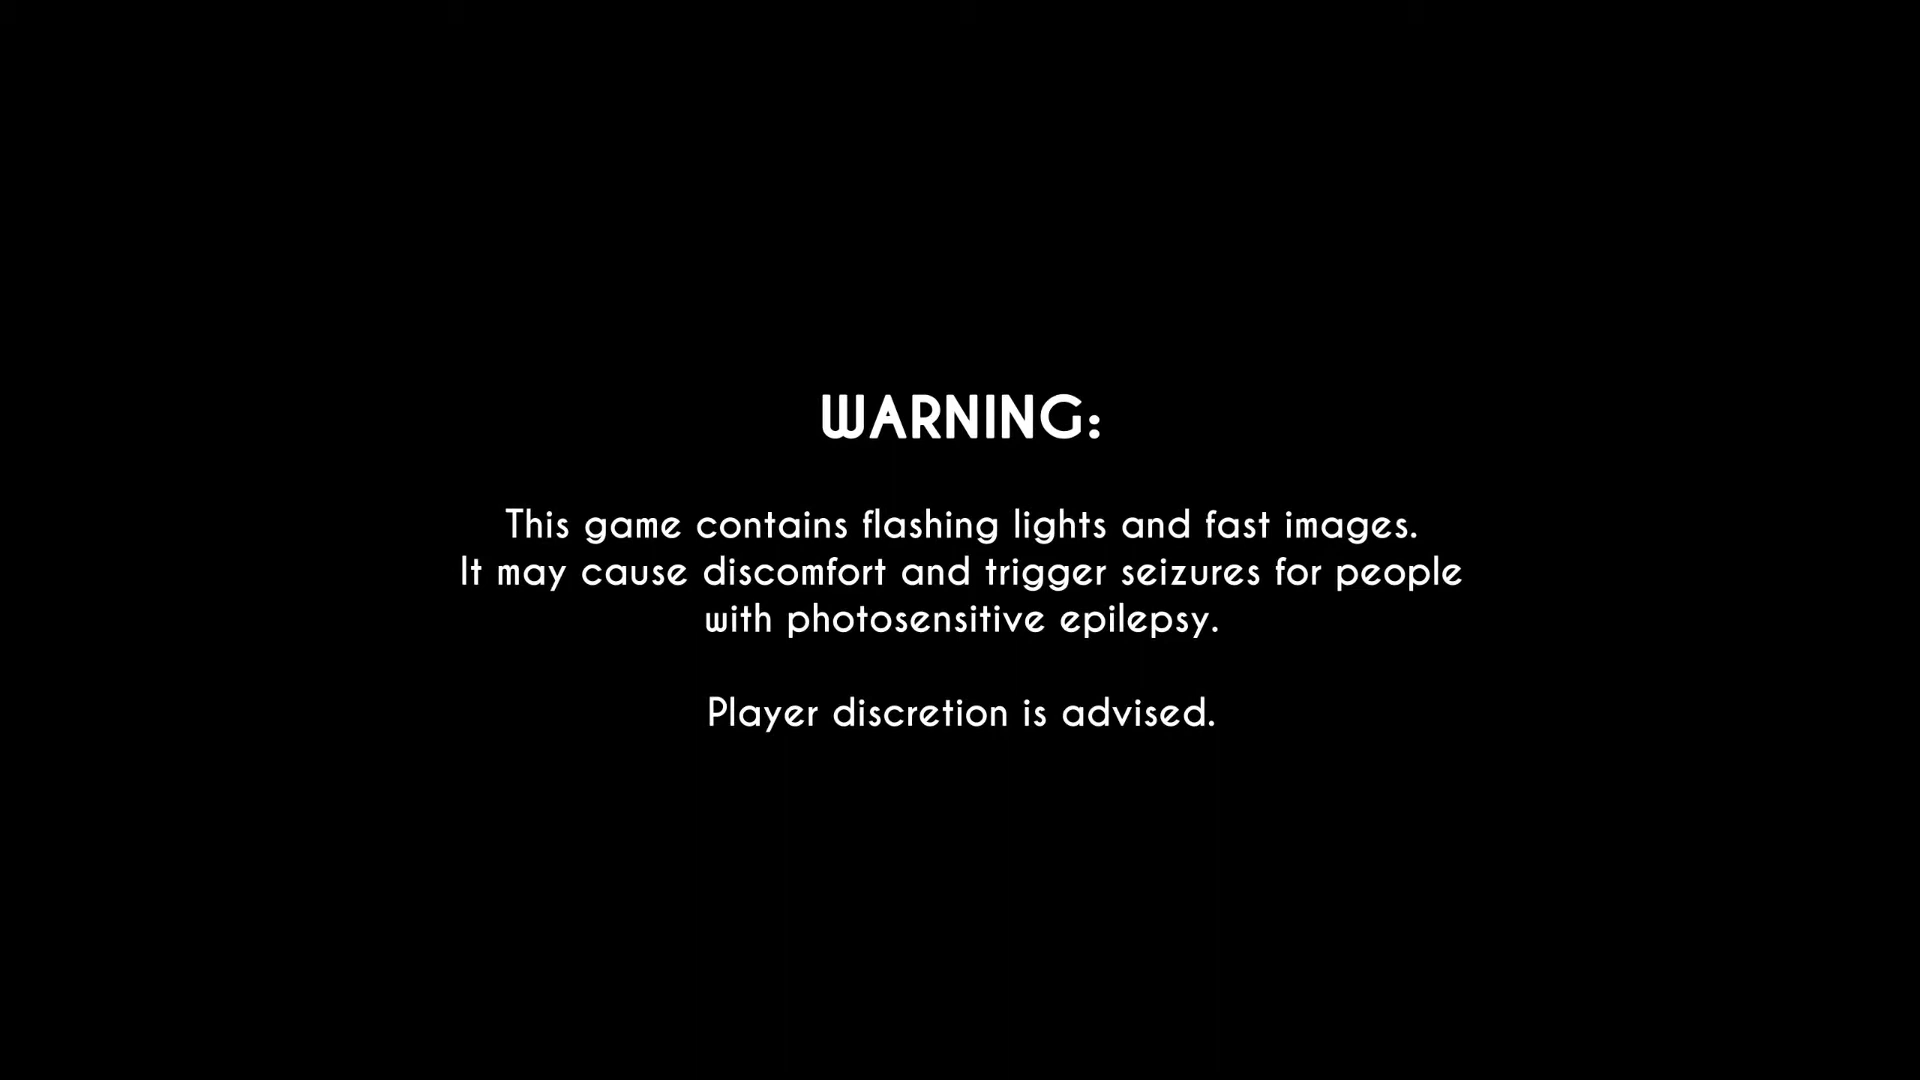 WARNING:
This game contains flashing lights and fast images.
It may cause discomfort and trigger seizures for people
with photosensitive epilepsy.
Player discretion is advised.